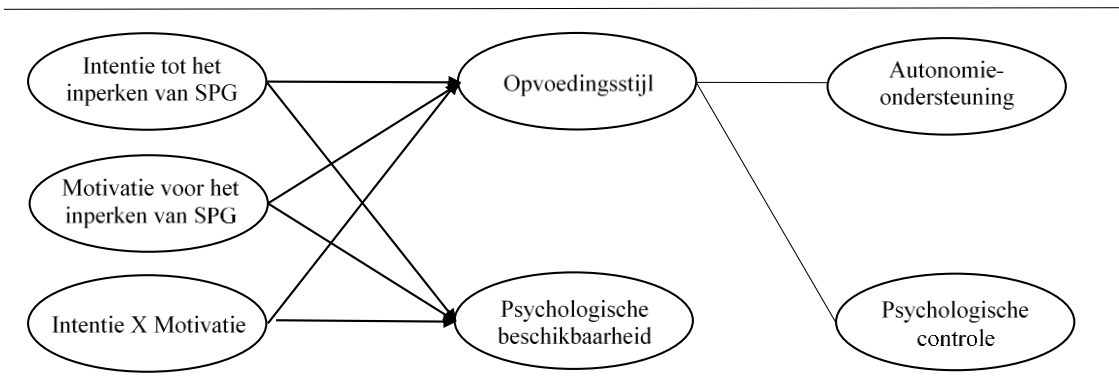 Intentie tot het
inperken van SPG
Opvoedingsstijl
Autonomie-
ondersteuning
Motivatie voor het
inperken van SPG
Intentie X Motivatie
Psychologische
beschikbaarheid
Psychologische
controle